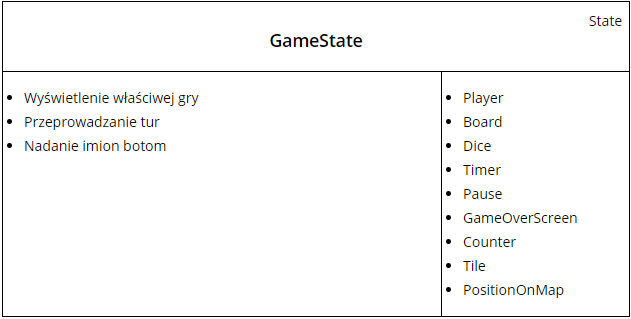 State
GameState
Wyświetlenie właściwej gry
Przeprowadzanie tur
Nadanie imion botom
Player
Board
Dice
Timer
Pause
GameOverScreen
Counter
Tile
PositionOnMap